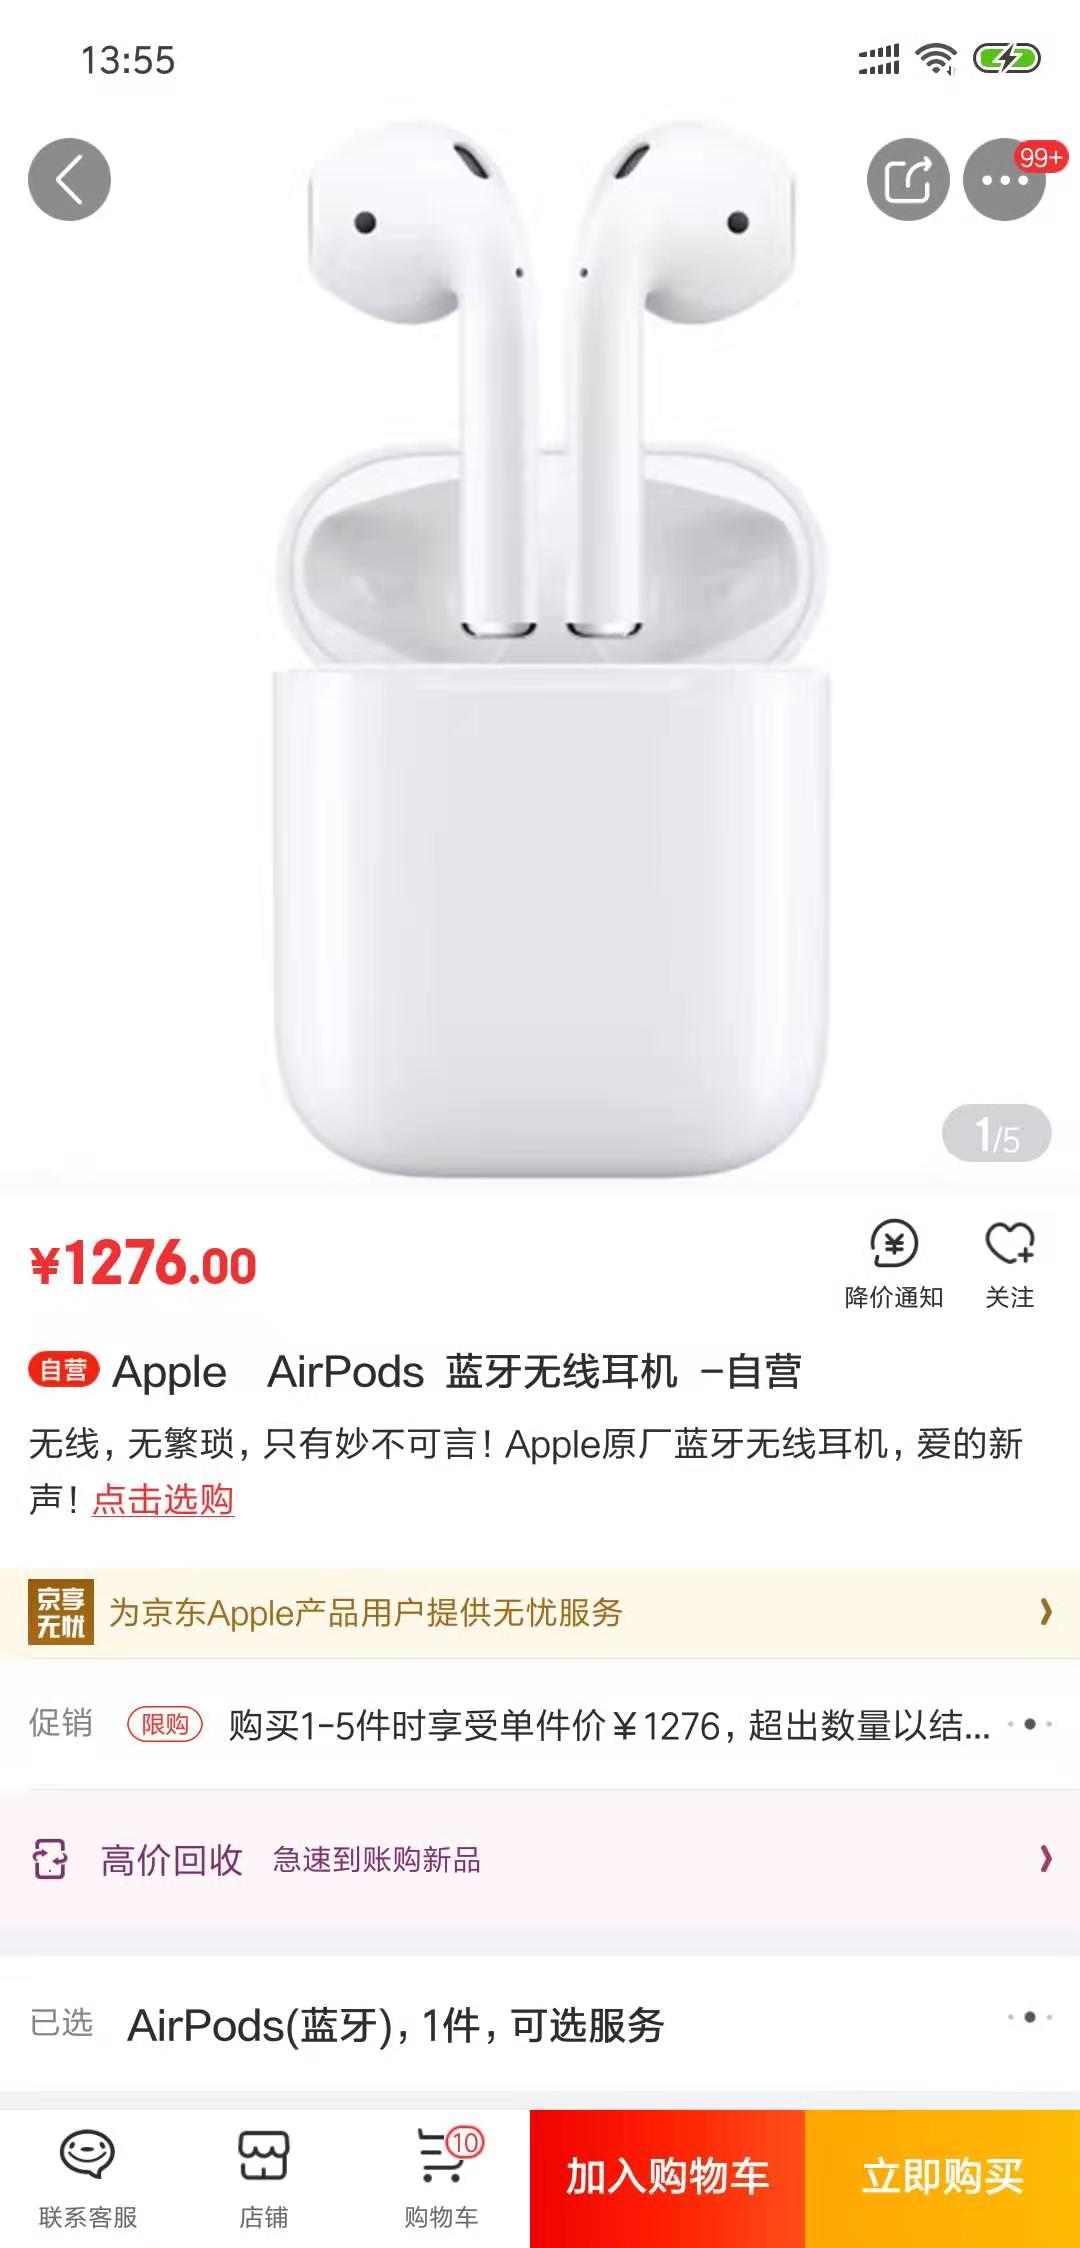 13:55
99+
1/5
¥1276.00
降价通知
关注
自营 Apple AirPods 蓝牙无线耳机 -自营
无线，无繁琐，只有妙不可言！Apple原厂蓝牙无线耳机，爱的新
声！点击选购
京享
无忧
为京东Apple产品用户提供无忧服务
促销 限购 购买1-5件时享受单件价￥1276，超出数量以结...
高价回收 急速到账购新品
已选 AirPods(蓝牙)，1件，可选服务
10
联系客服
店铺
购物车
加入购物车
立即购买